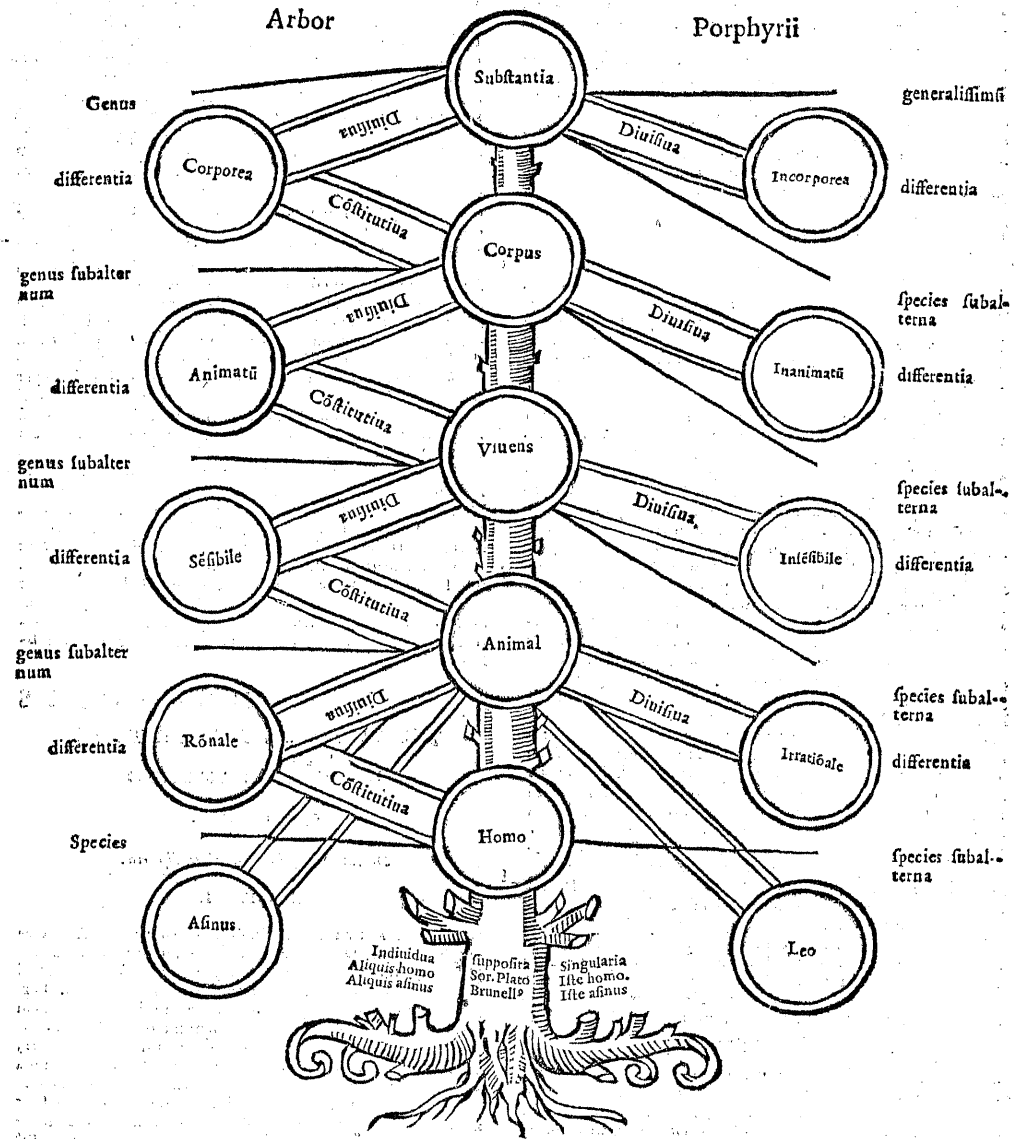 Arbor Porphyrii
Subſtantia
Genus
generaliſſimũ
Diuiſiua
Diuiſiua
Corporea
Incorporea
differentia
differentia
Cõſtitutiua
Corpus
genus ſubalter
num
ſpecies ſubal-
terna
Diuiſiua
Diuiſiua
Animatũ
Inanimatũ
differentia
differentia
Cõſtitutiua
Viuens
genus ſubalter
num
ſpecies ſubal-
terna
Diuiſiua
Diuiſiua.
Sẽſibile
Inſẽſibile
differentia
differentia
Cõſtitutiua
Animal
genus ſubalter
num
ſpecies ſubal-
terna
Diuiſiua
Diuiſiua
Rõnale
Irratiõale
differentia
differentia
Cõſtitutiua
Homo
Species
ſpecies ſubal-
terna
Aſinus
Leo
Indiuidua
Aliquis homo
Aliquis aſinus
ſuppoſita
Sor. Plato
Brunellꝰ
Singularia
Iſte homo.
Iſte aſinus